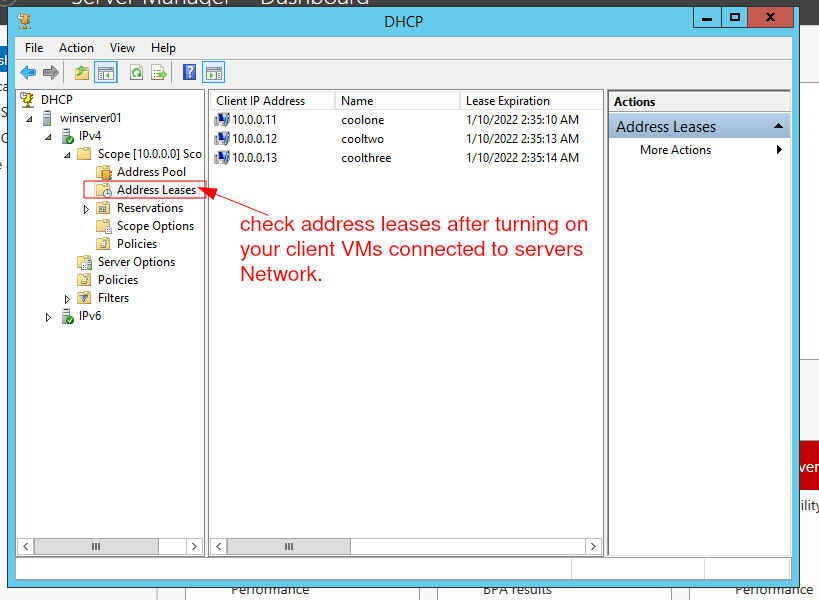 Server Manager Dashboard
DHCP
File Action View Help
DHCP
winserver01
IPv4
Scope [10.0.0.0] Sco
Address Pool
Address Leases
Reservations
Scope Options
Policies
Server Options
Policies
Filters
IPv6
Client IP Address Name Lease Expiration
10.0.0.11 coolone 1/10/2022 2:35:10 AM
10.0.0.12 cooltwo 1/10/2022 2:35:13 AM
10.0.0.13 coolthree 1/10/2022 2:35:14 AM
check address leases after turning on
your client VMs connected to servers
Network.
Actions
Address Leases
More Actions
Performance BPA results Performance